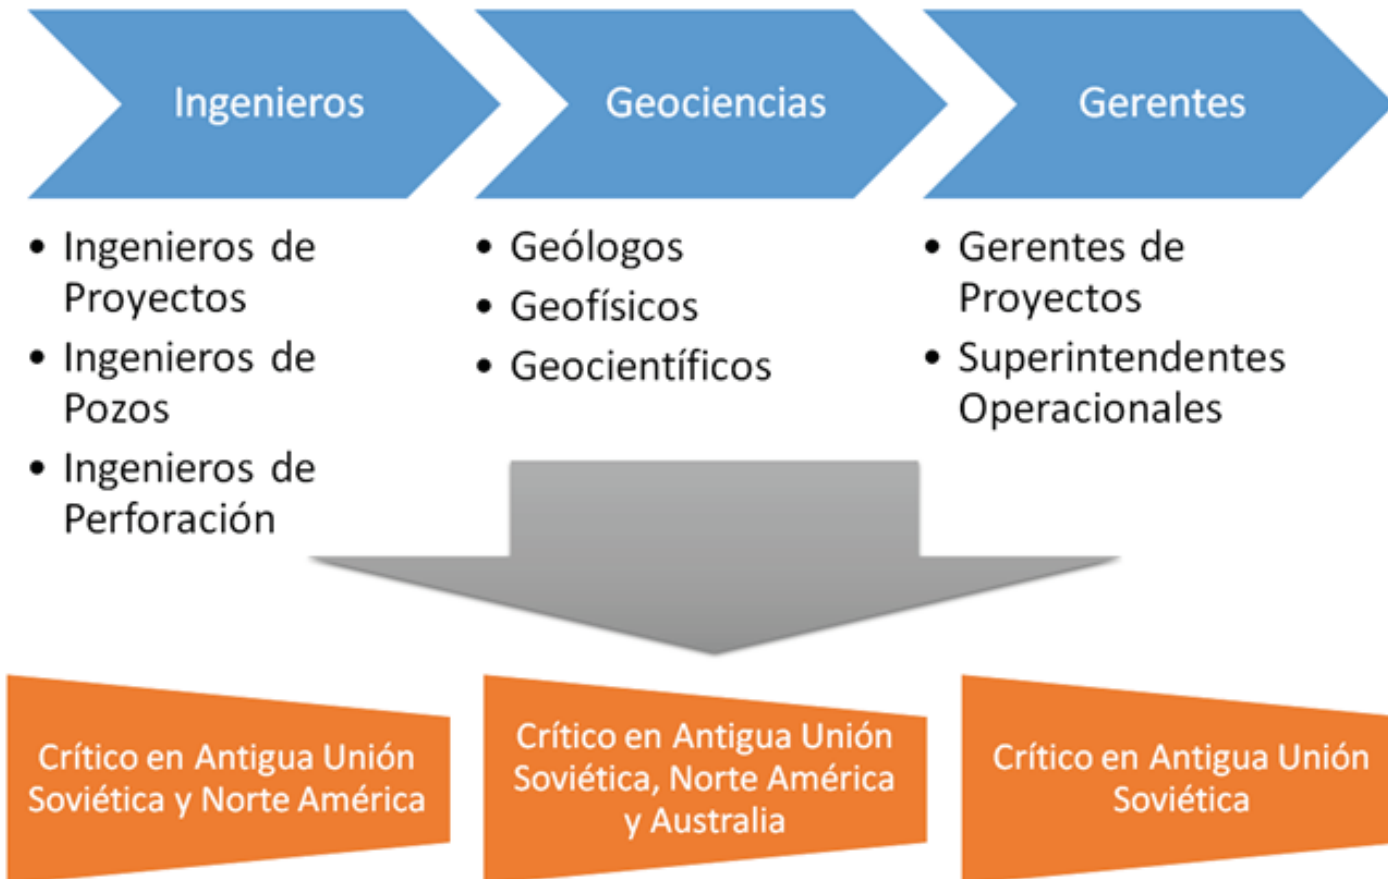 Ingenieros
Geociencias
Gerentes
• Ingenieros de
Proyectos
• Ingenieros de
Pozos
• Ingenieros de
Perforación
• Geólogos
• Geofísicos
• Geocientíficos
• Gerentes de
Proyectos
• Superintendentes
Operacionales
Crítico en Antigua Unión
Soviética y Norte América
Crítico en Antigua Unión
Soviética, Norte América
y Australia
Crítico en Antigua Unión
Soviética